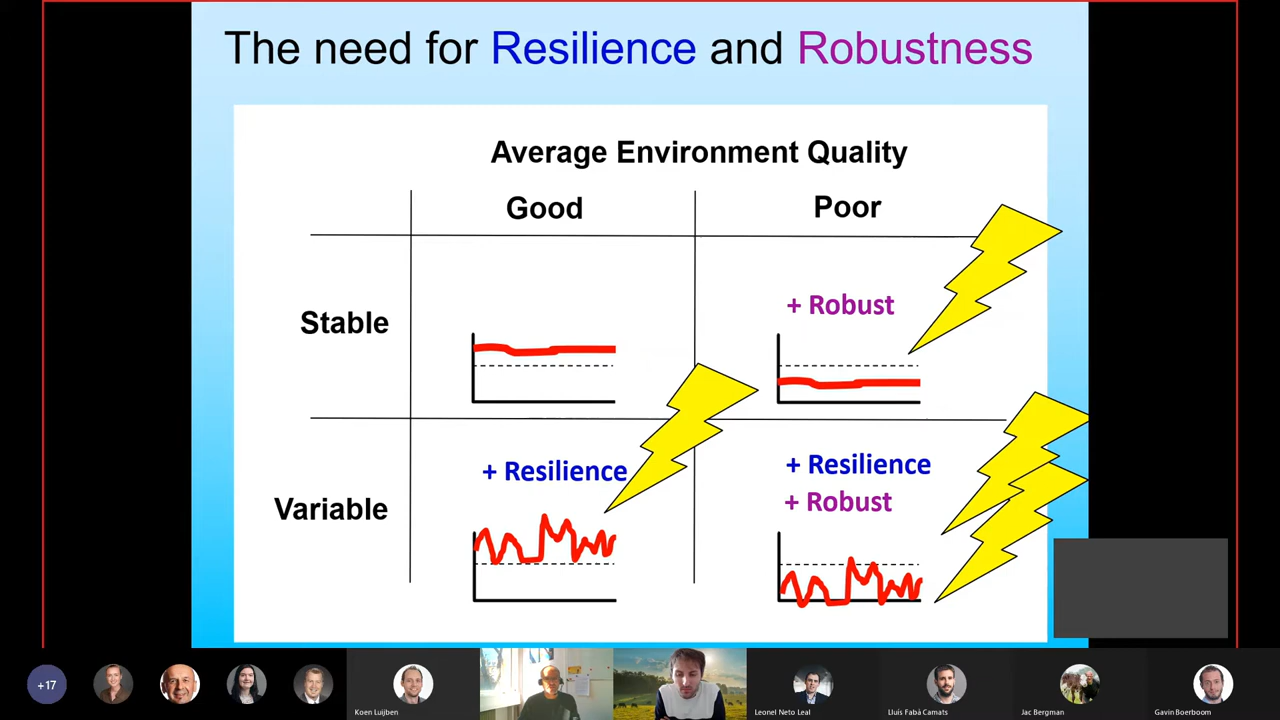 The need for Resilience and Robustness
Average Environment Quality
Good
Poor
Stable
+ Robust
Variable
+ Resilience
+ Resilience
+ Robust
+17
Koen Luijben
Leonel Neto Leal
Lluís Fabà Camats
Jac Bergman
Gavin Boerboom